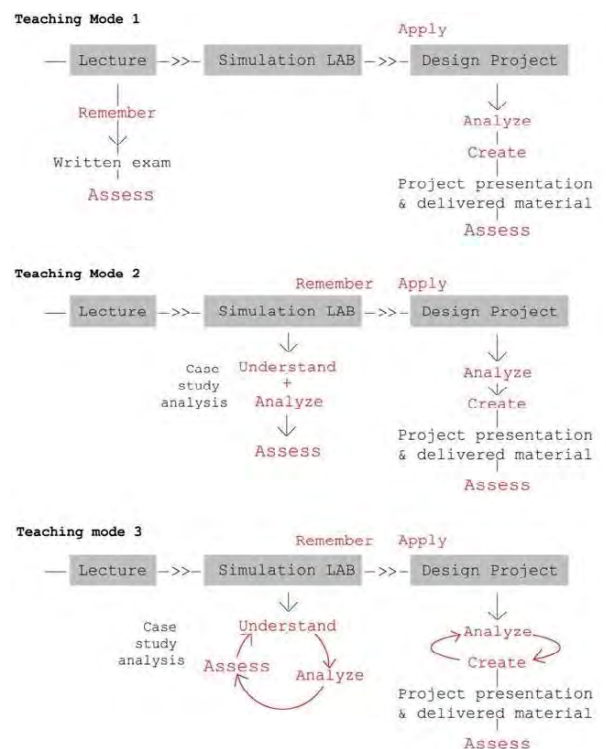 Teaching Mode 1
Apply
Lecture ->>- Simulation LAB ->>- Design Project
Remember
Written exam
Assess
Analyze
Create
Project presentation
& delivered material
Assess
Teaching Mode 2
Remember Apply
Lecture ->>- Simulation LAB ->>- Design Project
Case
study
analysis
Understand
+
Analyze
Assess
Analyze
Create
Project presentation
& delivered material
Assess
Teaching mode 3
Remember Apply
Lecture ->>- Simulation LAB ->>- Design Project
Case
study
analysis
Understand
Analyze
Assess
Analyze
Create
Project presentation
& delivered material
Assess